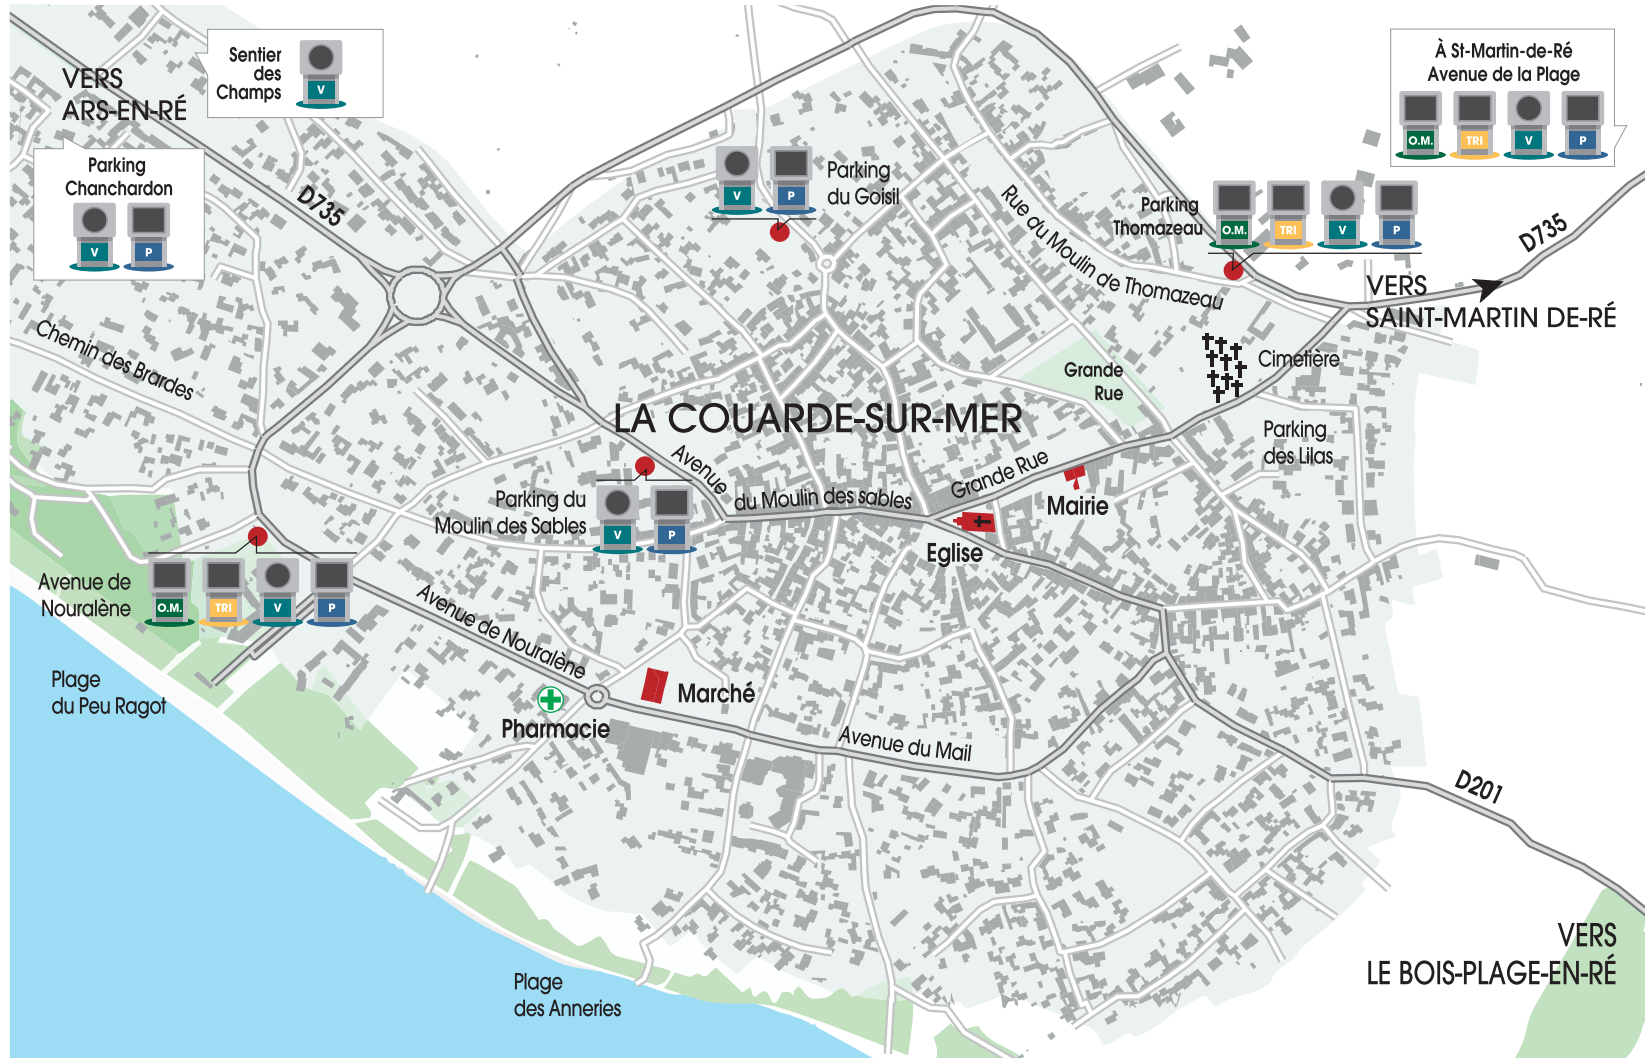 Sentier
des
Champs
V
VERS
ARS-EN-RÉ
Parking
Chanchardon
V
P
D735
À St-Martin-de-Ré
Avenue de la Plage
O.M.
TRI
V
P
V
P
Parking
du Goisil
Parking
Thomazeau
O.M.
TRI
V
P
Rue du Moulin de Thomazeau
D735
VERS
SAINT-MARTIN DE-RÉ
Chemin des Brardes
Cimetière
Grande
Rue
LA COUARDE-SUR-MER
Parking
des Lilas
Avenue
du Moulin des sables
Grande Rue
Mairie
Parking du
Moulin des Sables
V
P
Eglise
Avenue de
Nouralène
O.M.
TRI
V
P
Avenue de Nouralène
Plage
du Peu Ragot
Marché
Pharmacie
Avenue du Mail
D201
VERS
LE BOIS-PLAGE-EN-RÉ
Plage
des Anneries